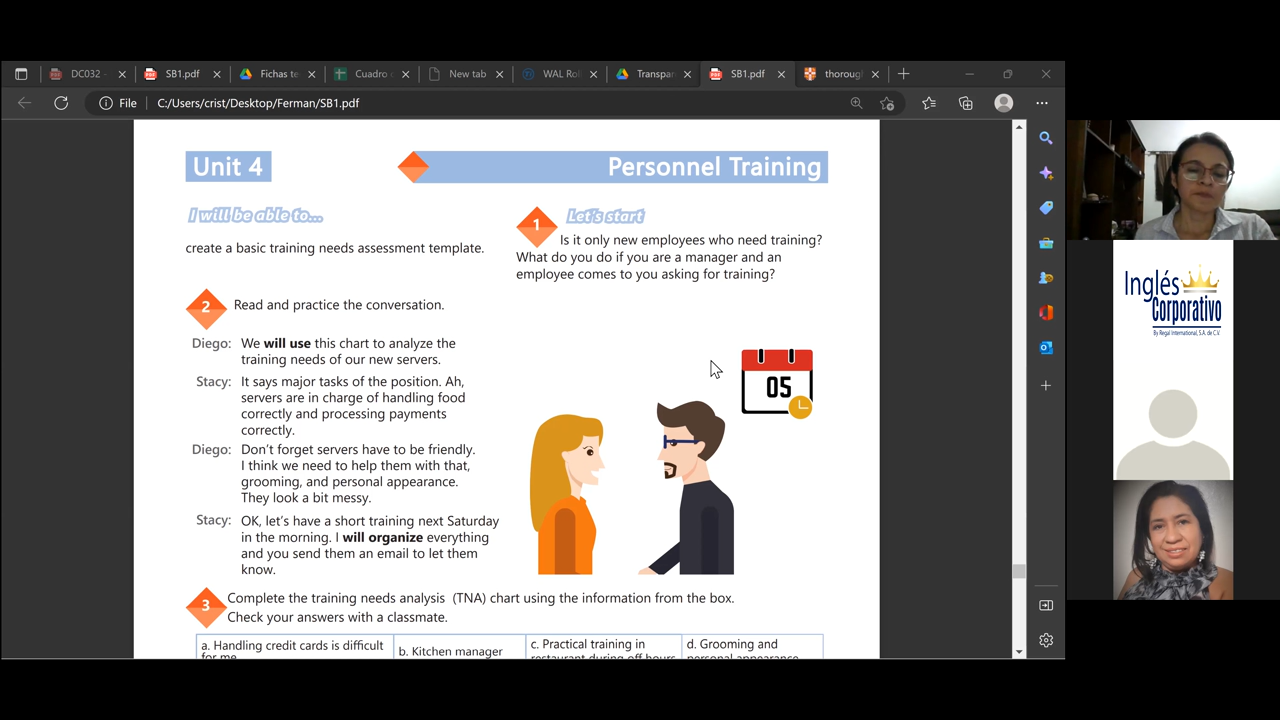 DC032
SB1.pdf
Fichas te
Cuadro
New tab
WAL Rol
Transpar
SB1.pdf
thoroug
File
C:/Users/crist/Desktop/Ferman/SB1.pdf
Unit 4
Personnel Training
I will be able to...
create a basic training needs assessment template.
1
Let's start
Is it only new employees who need training?
What do you do if you are a manager and an
employee comes to you asking for training?
2
Read and practice the conversation.
Diego: We will use this chart to analyze the
training needs of our new servers.
Stacy: It says major tasks of the position. Ah,
servers are in charge of handling food
correctly and processing payments
correctly.
Diego: Don't forget servers have to be friendly.
I think we need to help them with that,
grooming, and personal appearance.
They look a bit messy.
Stacy: OK, let's have a short training next Saturday
in the morning. I will organize everything
and you send them an email to let them
know.
05
3
Complete the training needs analysis (TNA) chart using the information from the box.
Check your answers with a classmate.
a. Handling credit cards is difficult
for me
b. Kitchen manager
c. Practical training in
restaurant during off hours
d. Grooming and
personal appearance
Inglés
Corporativo
By Regal International, S.A. de C.V.